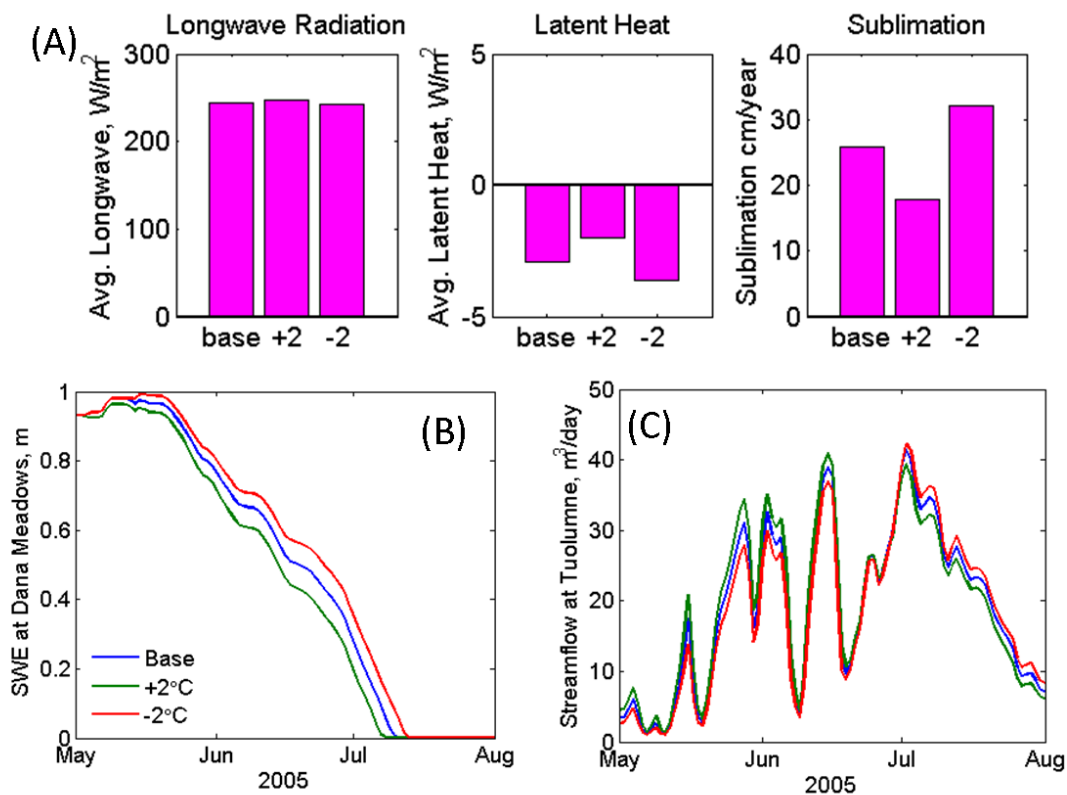 (A)
Longwave Radiation
Latent Heat
Sublimation
Avg. Longwave, W/m²
300
200
100
0
base +2 -2
Avg. Latent Heat, W/m²
5
0
-5
base +2 -2
Sublimation cm/year
40
30
20
10
0
base +2 -2
(B)
SWE at Dana Meadows, m
1
0.8
0.6
0.4
0.2
0
Base
+2°C
-2°C
May Jun Jul Aug
2005
(C)
Streamflow at Tuolumne, m³/day
50
40
30
20
10
0
May Jun Jul Aug
2005